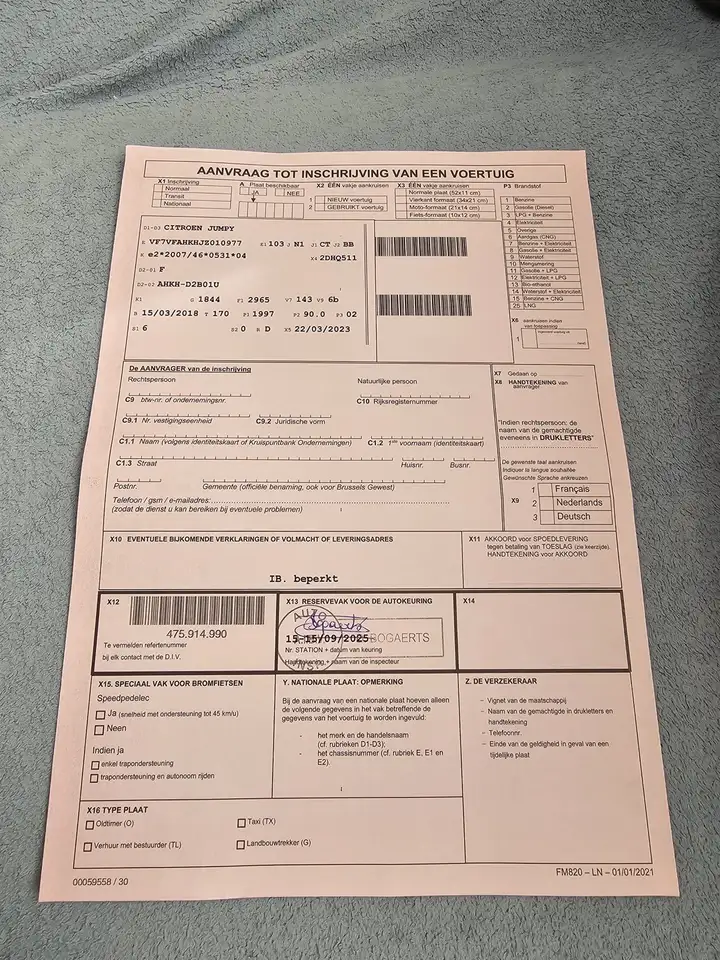 AANVRAAG TOT INSCHRIJVING VAN EEN VOERTUIG
X1 Inschrijving
Normaal
Transit
Nationaal
A Plaat beschikbaar
JA NEE
X2 ÉÉN vakje aankruisen
1 NIEUW voertuig
2 GEBRUIKT voertuig
X3 ÉÉN vakje aankruisen
Normale plaat (52x11 cm)
Vierkant formaat (34x21 cm)
Moto-formaat (21x14 cm)
Fiets-formaat (10x12 cm)
P3 Brandstof
1 Benzine
2 Gasolie (Diesel)
3 LPG + Benzine
4 Elektriciteit
5 Overige
6 Aardgas (CNG)
7 Benzine + Elektriciteit
8 Gasolie + Elektriciteit
9 Waterstof
10 Mengsmering
11 Gasolie + LPG
12 Elektriciteit + LPG
13 Bio-ethanol
14 Waterstof + Elektriciteit
15 Benzine + CNG
25 LNG
D1-03 CITROEN JUMPY
E VF7VFAHKHJZ010977 E1 103 J N1 J1 CT J2 BB
K e2*2007/46*0531*04 X4 2DHQ511
D2-01 F
D2-02 AHKH-D2B01U
K1 G 1844 F1 2965 V7 143 V9 6b
B 15/03/2018 T 170 P1 1997 P2 90.0 P3 02
S1 6 S2 0 R D X5 22/03/2023
X6 aankruisen indien van toepassing
1
De AANVRAGER van de inschrijving
Rechtspersoon
Natuurlijke persoon
C9 btw-nr. of ondernemingsnr.
C10 Rijksregisternummer
C9.1 Nr. vestigingseenheid
C9.2 Juridische vorm
C1.1 Naam (volgens identiteitskaart of Kruispuntbank Ondernemingen)
C1.2 1ste voornaam (identiteitskaart)
C1.3 Straat
Huisnr. Busnr.
Postnr. Gemeente (officiële benaming, ook voor Brussels Gewest)
Telefoon / gsm / e-mailadres:
(zodat de dienst u kan bereiken bij eventuele problemen)
X7 Gedaan op
X8 HANDTEKENING van
aanvrager
"Indien rechtspersoon: de
naam van de gemachtigde
eveneens in DRUKLETTERS"
De gewenste taal aankruisen
Indiquer la langue souhaitée
Gewünschte Sprache ankreuzen
X9
1 Français
2 Nederlands
3 Deutsch
X10 EVENTUELE BIJKOMENDE VERKLARINGEN OF VOLMACHT OF LEVERINGSADRES
IB. beperkt
X11 AKKOORD voor SPOEDLEVERING
tegen betaling van TOESLAG (zie keerzijde).
HANDTEKENING voor AKKOORD
X12
475.914.990
Te vermelden refertenummer
bij elk contact met de D.I.V.
X13 RESERVEVAK VOOR DE AUTOKEURING
AUTO
15-15/09/2025 BOGAERTS
Nr. STATION + datum van keuring
Handtekening + naam van de inspecteur
X14
X15. SPECIAAL VAK VOOR BROMFIETSEN
Speedpedelec
Ja (snelheid met ondersteuning tot 45 km/u)
Neen
Indien ja
enkel trapondersteuning
trapondersteuning en autonoom rijden
Y. NATIONALE PLAAT: OPMERKING
Bij de aanvraag van een nationale plaat hoeven alleen
de volgende gegevens in het vak betreffende de
gegevens van het voertuig te worden ingevuld:
- het merk en de handelsnaam
(cf. rubrieken D1-D3);
- het chassisnummer (cf. rubriek E, E1 en
E2).
Z. DE VERZEKERAAR
– Vignet van de maatschappij
– Naam van de gemachtigde in drukletters en
handtekening
– Telefoonnr.
– Einde van de geldigheid in geval van een
tijdelijke plaat
X16 TYPE PLAAT
Oldtimer (O)
Taxi (TX)
Verhuur met bestuurder (TL)
Landbouwtrekker (G)
00059558 / 30
FM820 – LN – 01/01/2021